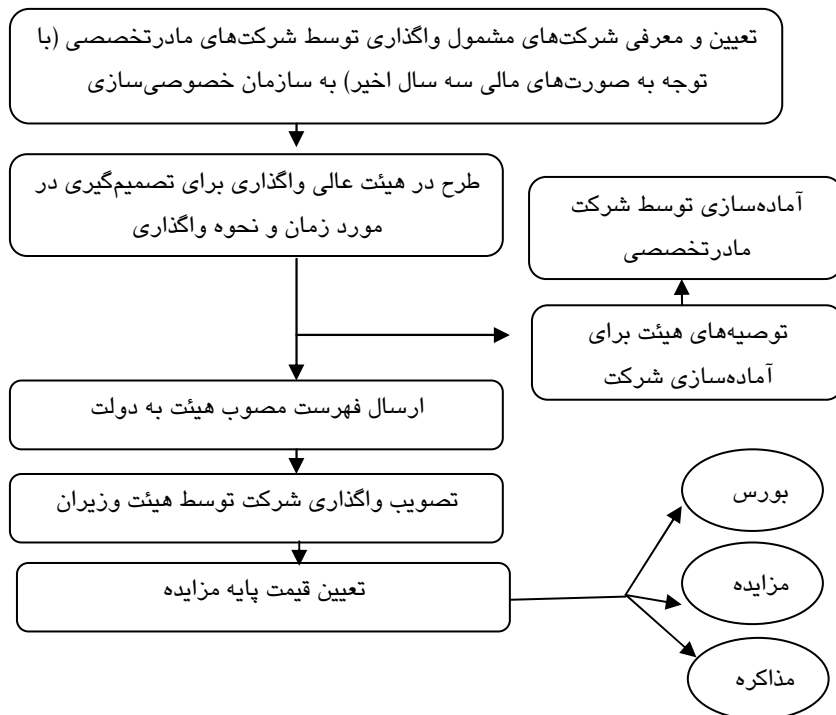 تعیین و معرفی شرکت‌های مشمول واگذاری توسط شرکت‌های مادرتخصصی (با
توجه به صورت‌های مالی سه سال اخیر) به سازمان خصوصی‌سازی
طرح در هیئت عالی واگذاری برای تصمیم‌گیری در
مورد زمان و نحوه واگذاری
آماده‌سازی توسط شرکت
مادرتخصصی
توصیه‌های هیئت برای
آماده‌سازی شرکت
ارسال فهرست مصوب هیئت به دولت
تصویب واگذاری شرکت توسط هیئت وزیران
تعیین قیمت پایه مزایده
بورس
مزایده
مذاکره